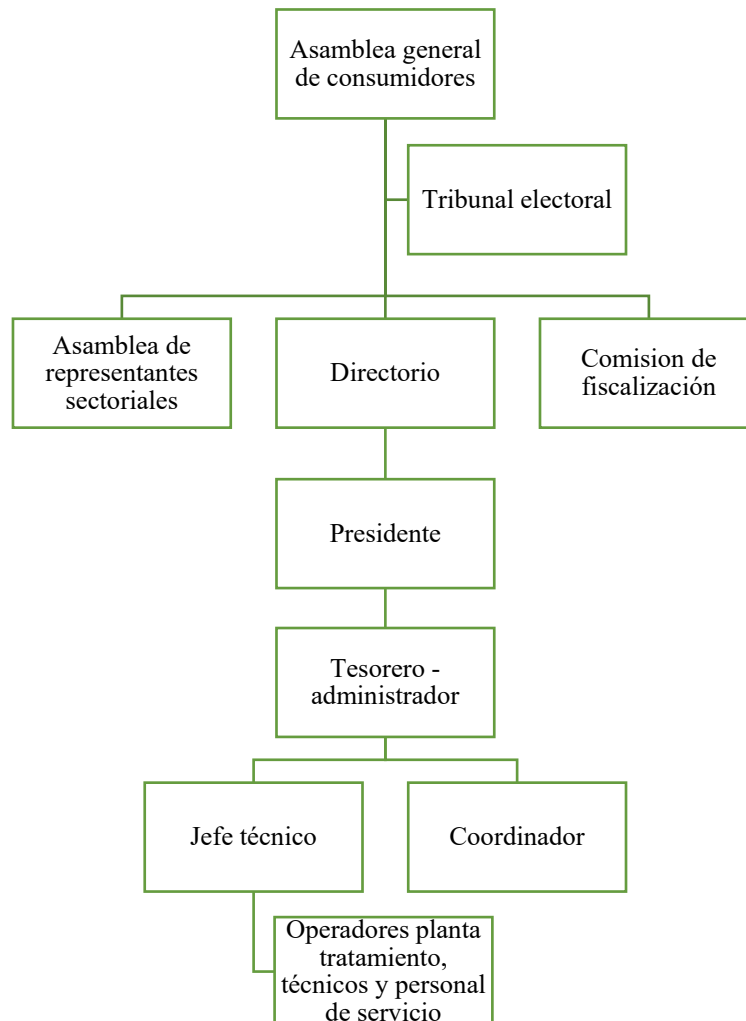 Asamblea general
de consumidores
Tribunal electoral
Asamblea de
representantes
sectoriales
Directorio
Comision de
fiscalización
Presidente
Tesorero -
administrador
Jefe técnico
Coordinador
Operadores planta
tratamiento,
técnicos y personal
de servicio